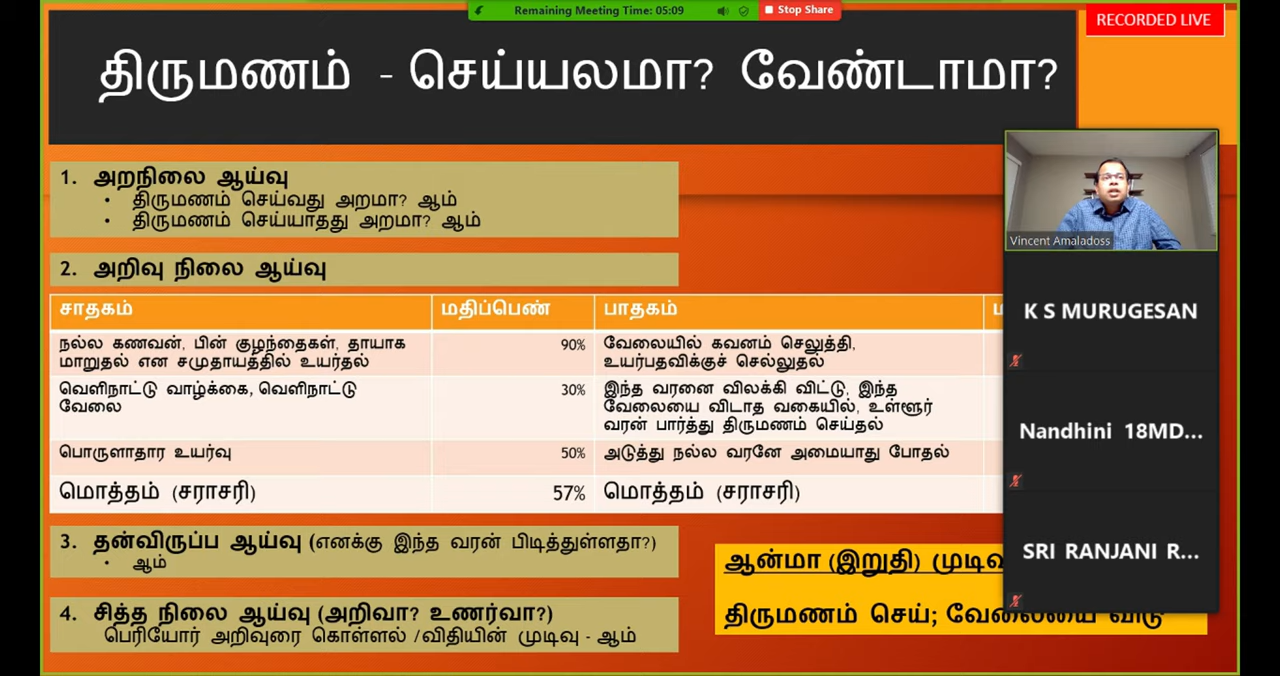 Remaining Meeting Time: 05:09
Stop Share
RECORDED LIVE
திருமணம் - செய்யலமா? வேண்டாமா?
1. அறநிலை ஆய்வு
• திருமணம் செய்வது அறமா? ஆம்
• திருமணம் செய்யாதது அறமா? ஆம்
2. அறிவு நிலை ஆய்வு
சாதகம் மதிப்பெண் பாதகம்
நல்ல கணவன், பின் குழந்தைகள், தாயாக
மாறுதல் என சமுதாயத்தில் உயர்தல்
90%
வேலையில் கவனம் செலுத்தி,
உயர்பதவிக்குச் செல்லுதல்
வெளிநாட்டு வாழ்க்கை, வெளிநாட்டு
வேலை
30%
இந்த வரனை விலக்கி விட்டு, இந்த
வேலையை விடாத வகையில், உள்ளூர்
வரன் பார்த்து திருமணம் செய்தல்
பொருளாதார உயர்வு 50% அடுத்து நல்ல வரனே அமையாது போதல்
மொத்தம் (சராசரி) 57% மொத்தம் (சராசரி)
3. தன்விருப்ப ஆய்வு (எனக்கு இந்த வரன் பிடித்துள்ளதா?)
• ஆம்
4. சித்த நிலை ஆய்வு (அறிவா? உணர்வா?)
பெரியோர் அறிவுரை கொள்ளல் /விதியின் முடிவு - ஆம்
ஆன்மா (இறுதி)
திருமணம் செய்; வேலையை விடு
Vincent Amaladoss
K S MURUGESAN
Nandhini 18MD...
SRI RANJANI R...